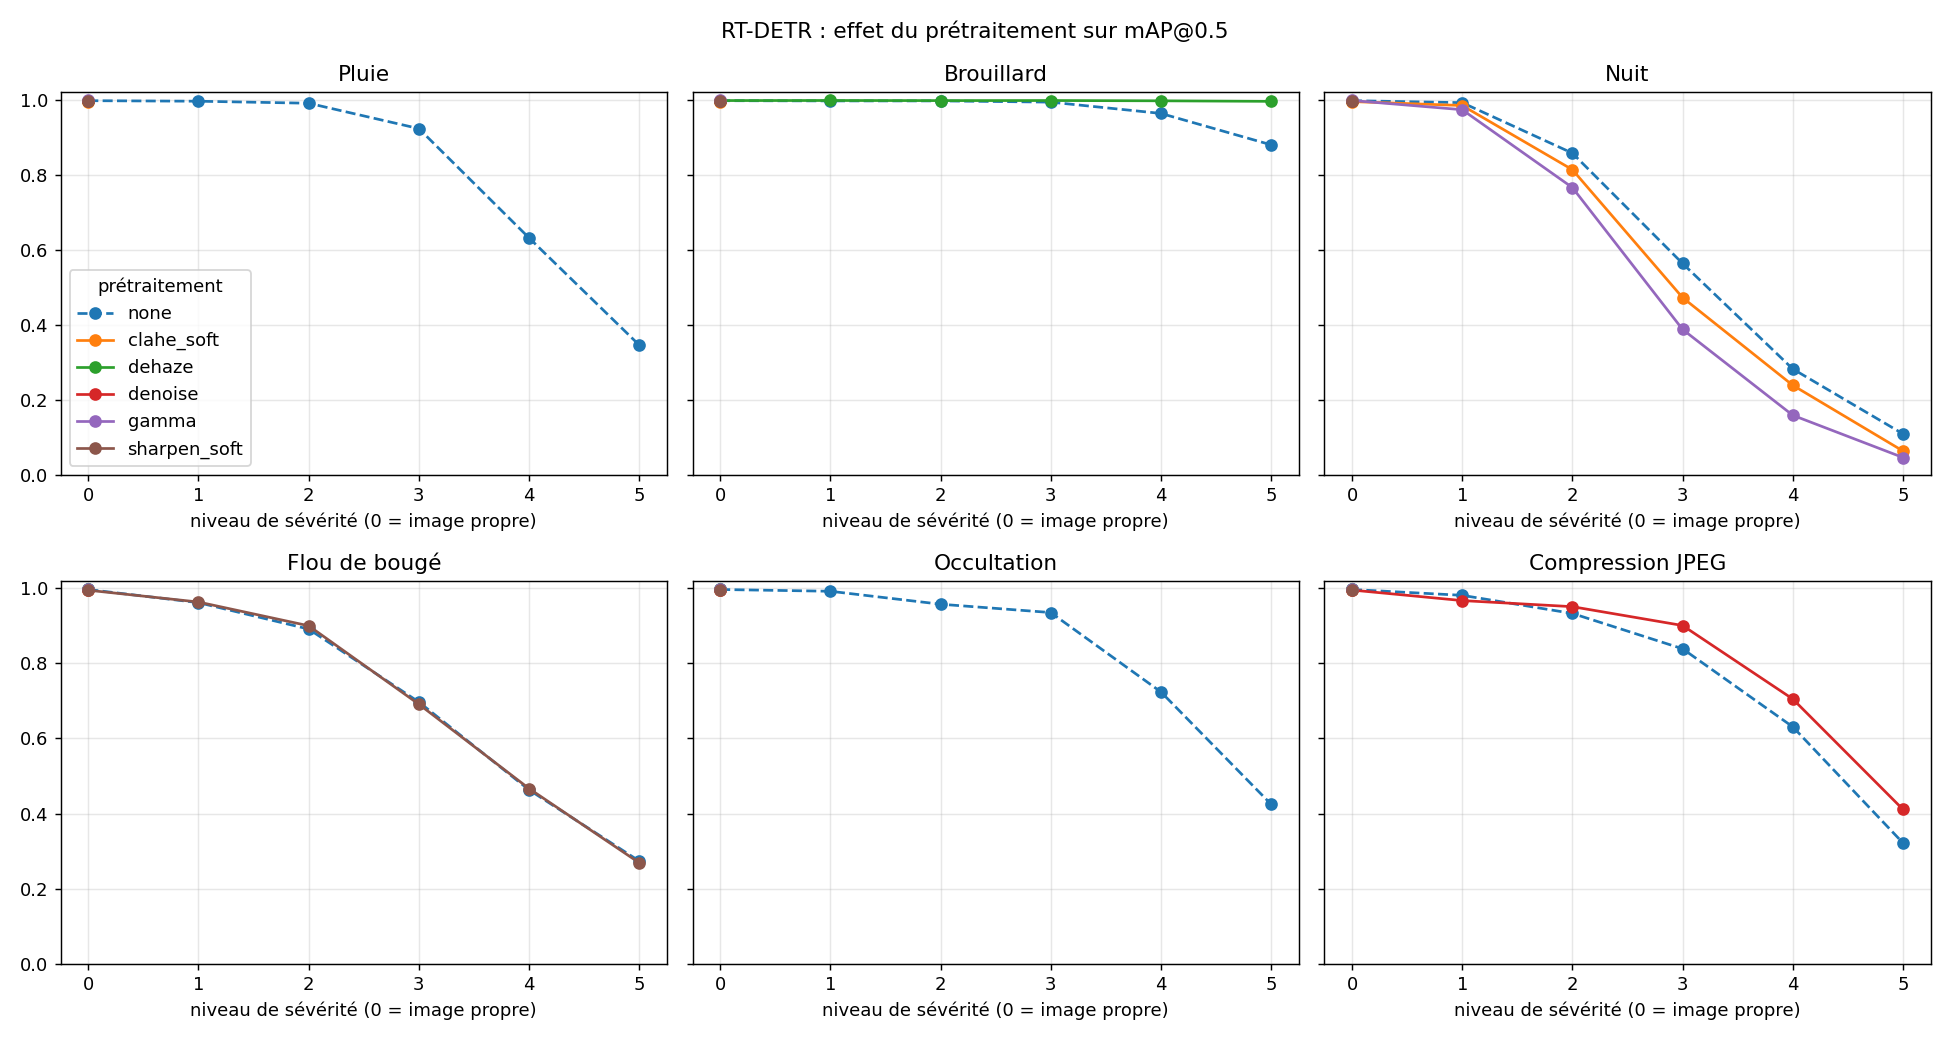 RT-DETR : effet du prétraitement sur mAP@0.5
Pluie
1.0
0.8
0.6
0.4
0.2
0.0
prétraitement
none
clahe_soft
dehaze
denoise
gamma
sharpen_soft
0 1 2 3 4 5
niveau de sévérité (0 = image propre)
Brouillard
0 1 2 3 4 5
niveau de sévérité (0 = image propre)
Nuit
0 1 2 3 4 5
niveau de sévérité (0 = image propre)
Flou de bougé
1.0
0.8
0.6
0.4
0.2
0.0
0 1 2 3 4 5
niveau de sévérité (0 = image propre)
Occultation
0 1 2 3 4 5
niveau de sévérité (0 = image propre)
Compression JPEG
0 1 2 3 4 5
niveau de sévérité (0 = image propre)